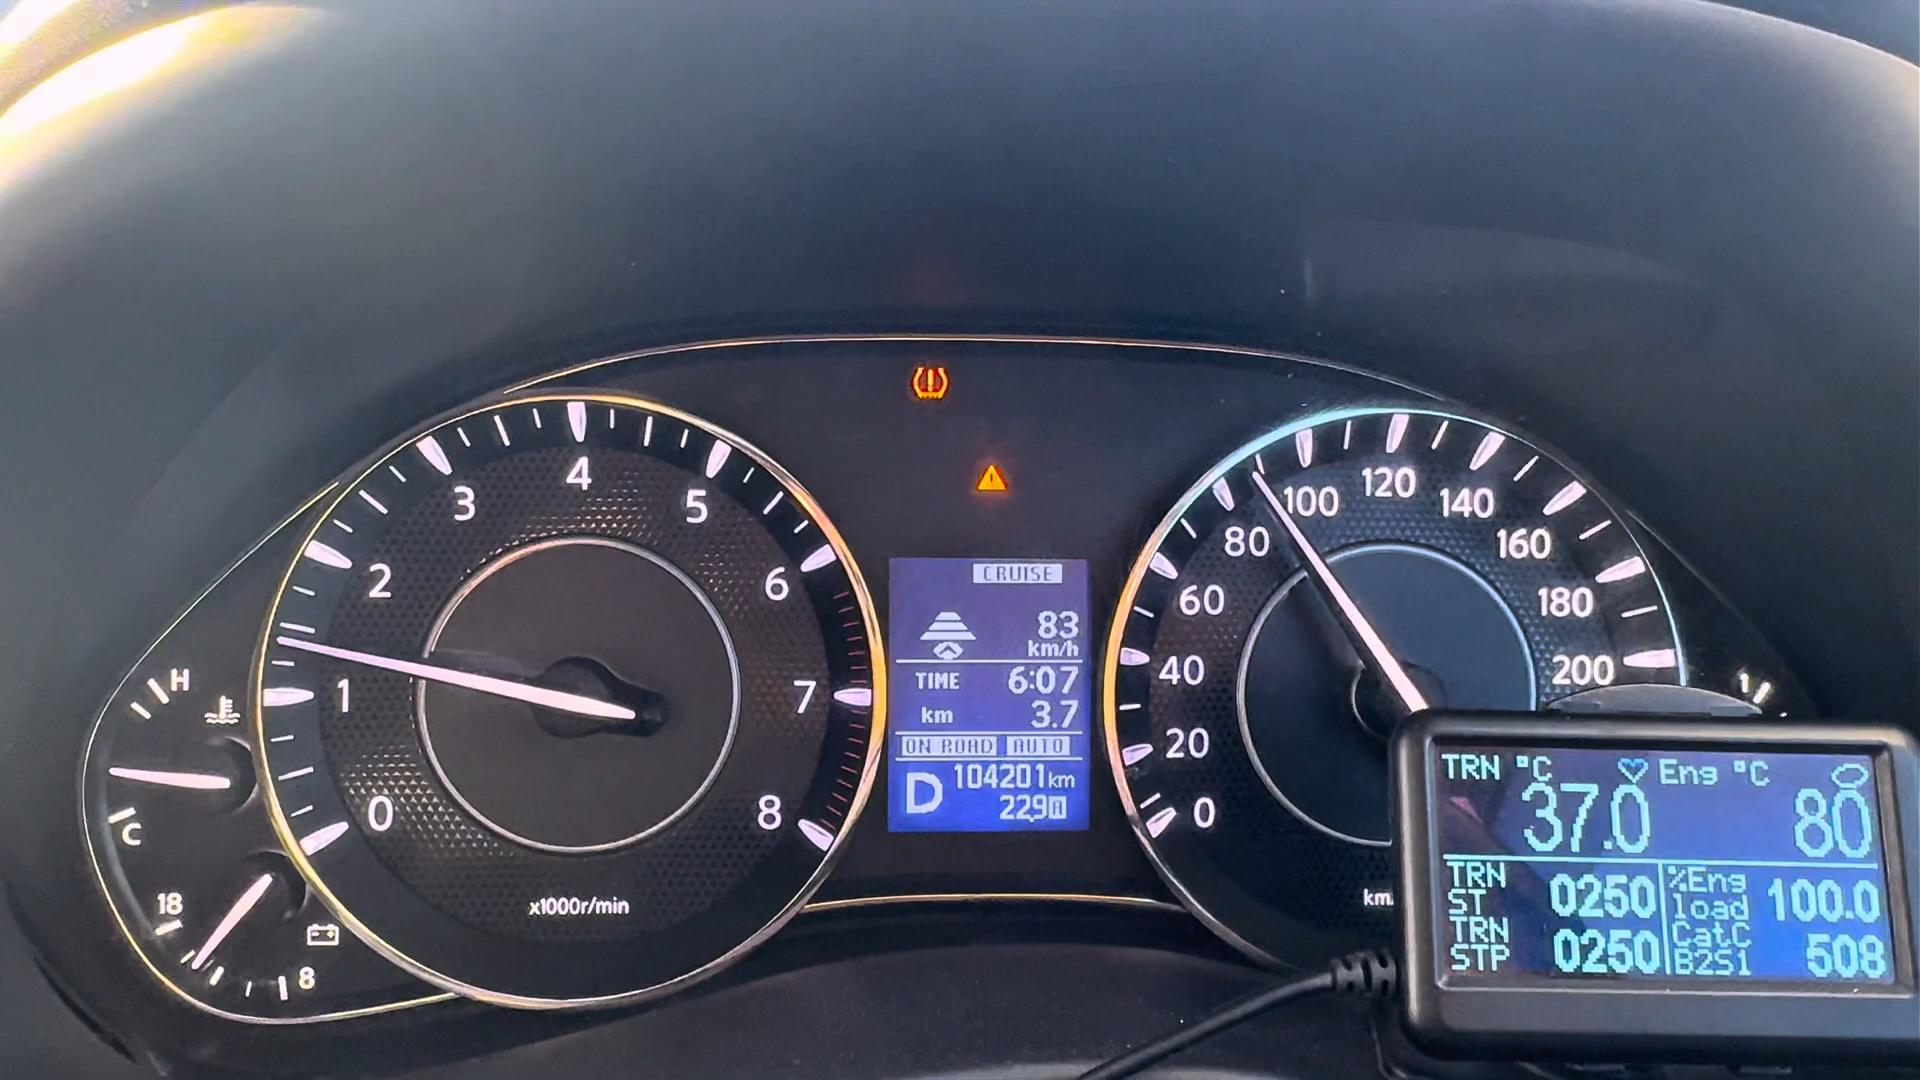 0 1 2 3 4 5 6 7 8
x1000r/min
H
C
18
8
CRUISE
83
km/h
TIME 6:07
km 3.7
ON ROAD AUTO
D 104201km
229A
0 20 40 60 80 100 120 140 160 180 200
km/
TRN °C Eng °C
37.0 80
TRN ST 0250
%Eng load 100.0
TRN STP 0250
CatC B2S1 508